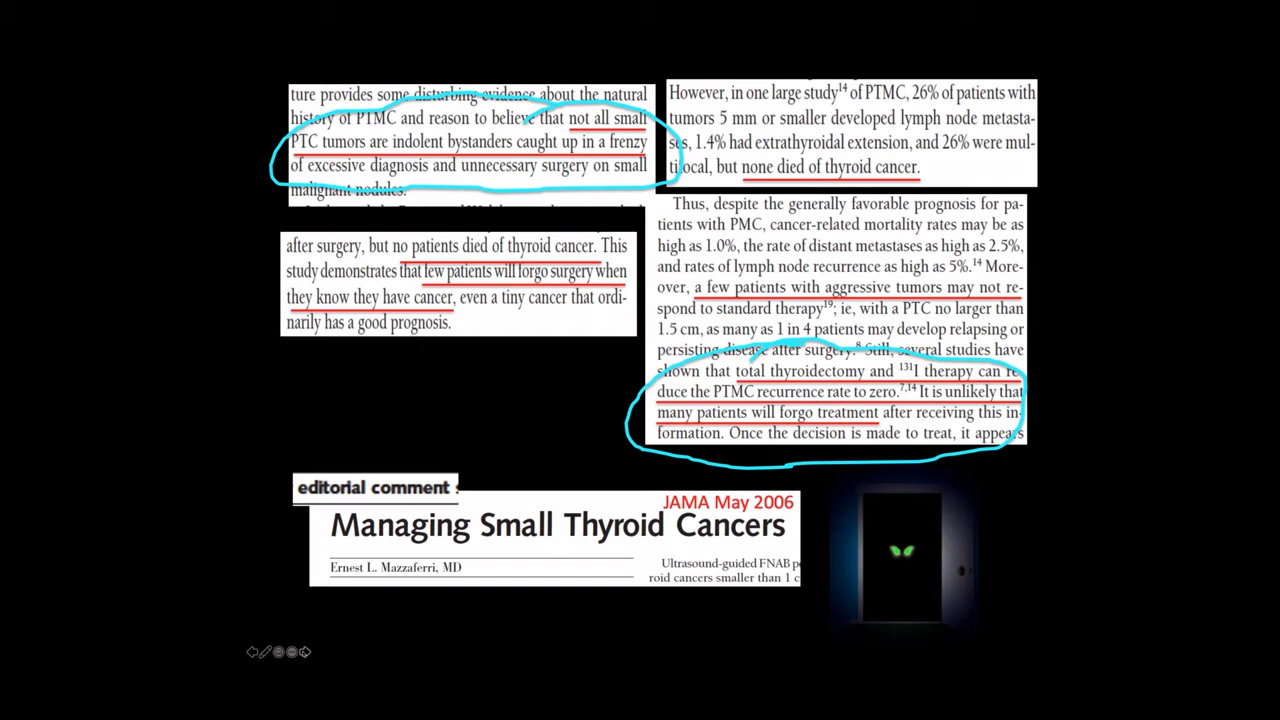 ture provides some disturbing evidence about the natural
history of PTMC and reason to believe that not all small
PTC tumors are indolent bystanders caught up in a frenzy
of excessive diagnosis and unnecessary surgery on small
malignant nodules.
after surgery, but no patients died of thyroid cancer. This
study demonstrates that few patients will forgo surgery when
they know they have cancer, even a tiny cancer that ordi-
narily has a good prognosis.
However, in one large study14 of PTMC, 26% of patients with
tumors 5 mm or smaller developed lymph node metasta-
ses, 1.4% had extrathyroidal extension, and 26% were mul-
tifocal, but none died of thyroid cancer.
Thus, despite the generally favorable prognosis for pa-
tients with PMC, cancer-related mortality rates may be as
high as 1.0%, the rate of distant metastases as high as 2.5%,
and rates of lymph node recurrence as high as 5%.14 More-
over, a few patients with aggressive tumors may not re-
spond to standard therapy19; ie, with a PTC no larger than
1.5 cm, as many as 1 in 4 patients may develop relapsing or
persisting disease after surgery.8 Still, several studies have
shown that total thyroidectomy and 131I therapy can re-
duce the PTMC recurrence rate to zero.7,14 It is unlikely that
many patients will forgo treatment after receiving this in-
formation. Once the decision is made to treat, it appears
editorial comment
JAMA May 2006
Managing Small Thyroid Cancers
Ernest L. Mazzaferri, MD
Ultrasound-guided FNAB
roid cancers smaller than 1